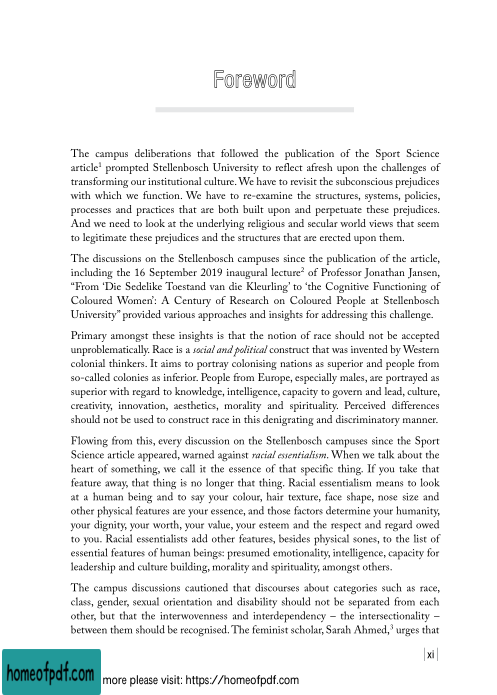 Foreword
The campus deliberations that followed the publication of the Sport Science
article1 prompted Stellenbosch University to reflect afresh upon the challenges of
transforming our institutional culture. We have to revisit the subconscious prejudices
with which we function. We have to re-examine the structures, systems, policies,
processes and practices that are both built upon and perpetuate these prejudices.
And we need to look at the underlying religious and secular world views that seem
to legitimate these prejudices and the structures that are erected upon them.
The discussions on the Stellenbosch campuses since the publication of the article,
including the 16 September 2019 inaugural lecture2 of Professor Jonathan Jansen,
“From ‘Die Sedelike Toestand van die Kleurling’ to ‘the Cognitive Functioning of
Coloured Women’: A Century of Research on Coloured People at Stellenbosch
University” provided various approaches and insights for addressing this challenge.
Primary amongst these insights is that the notion of race should not be accepted
unproblematically. Race is a social and political construct that was invented by Western
colonial thinkers. It aims to portray colonising nations as superior and people from
so-called colonies as inferior. People from Europe, especially males, are portrayed as
superior with regard to knowledge, intelligence, capacity to govern and lead, culture,
creativity, innovation, aesthetics, morality and spirituality. Perceived differences
should not be used to construct race in this denigrating and discriminatory manner.
Flowing from this, every discussion on the Stellenbosch campuses since the Sport
Science article appeared, warned against racial essentialism. When we talk about the
heart of something, we call it the essence of that specific thing. If you take that
feature away, that thing is no longer that thing. Racial essentialism means to look
at a human being and to say your colour, hair texture, face shape, nose size and
other physical features are your essence, and those factors determine your humanity,
your dignity, your worth, your value, your esteem and the respect and regard owed
to you. Racial essentialists add other features, besides physical sones, to the list of
essential features of human beings: presumed emotionality, intelligence, capacity for
leadership and culture building, morality and spirituality, amongst others.
The campus discussions cautioned that discourses about categories such as race,
class, gender, sexual orientation and disability should not be separated from each
other, but that the interwovenness and interdependency – the intersectionality –
between them should be recognised. The feminist scholar, Sarah Ahmed,3 urges that
| xi |
homeofpdf.com more please visit: https://homeofpdf.com